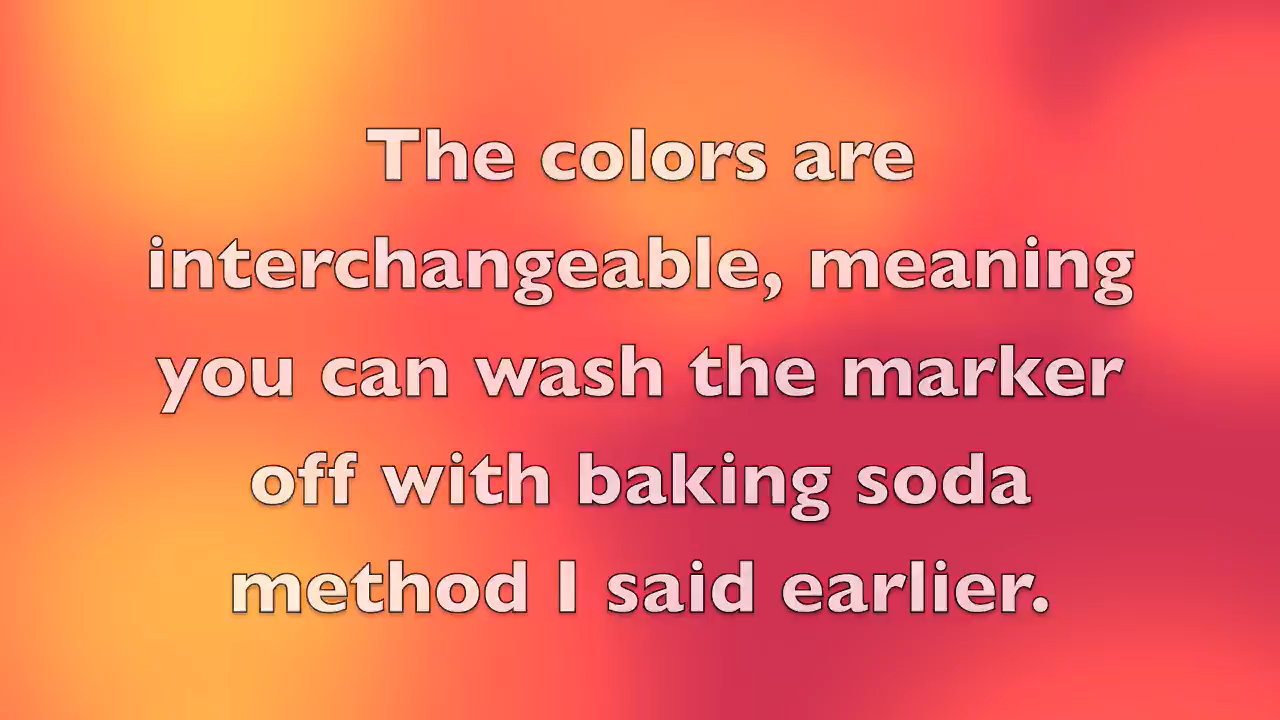 The colors are
interchangeable, meaning
you can wash the marker
off with baking soda
method I said earlier.